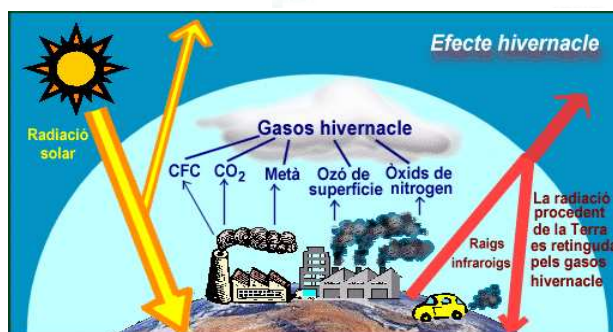 Efecte hivernacle
Radiació
solar
Gasos hivernacle
CFC
CO₂
Metà
Ozó de
superfície
Òxids de
nitrogen
Raigs
infraroigs
La radiació
procedent
de la Terra
es retinguda
pels gasos
hivernacle